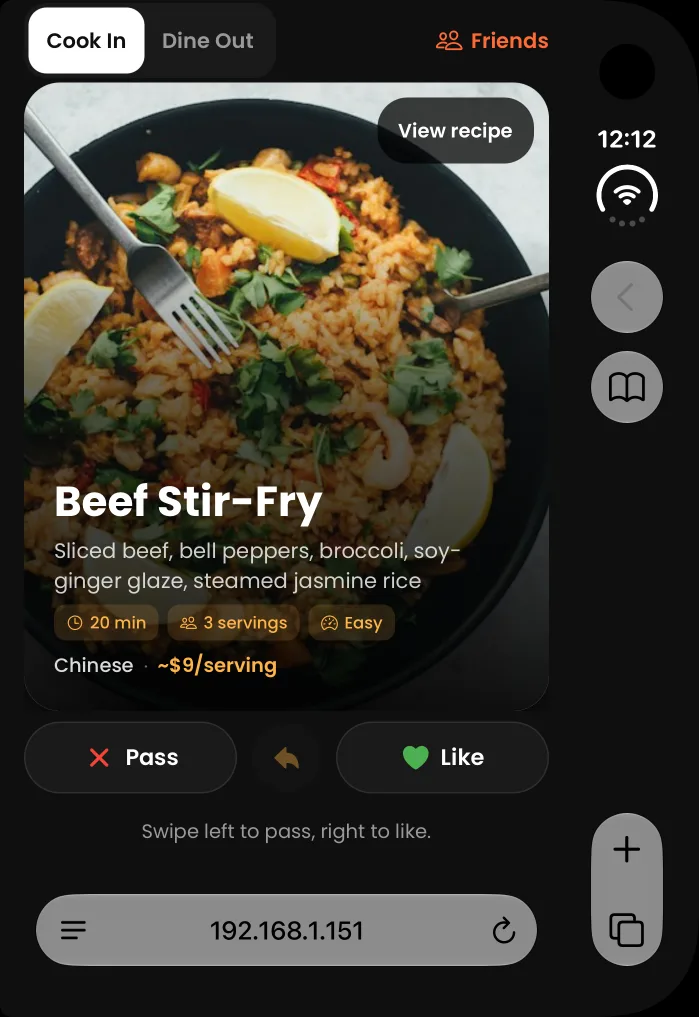 Cook In
Dine Out
Friends
12:12
View recipe
Beef Stir-Fry
Sliced beef, bell peppers, broccoli, soy-
ginger glaze, steamed jasmine rice
20 min
3 servings
Easy
Chinese · ~$9/serving
Pass
Like
Swipe left to pass, right to like.
192.168.1.151